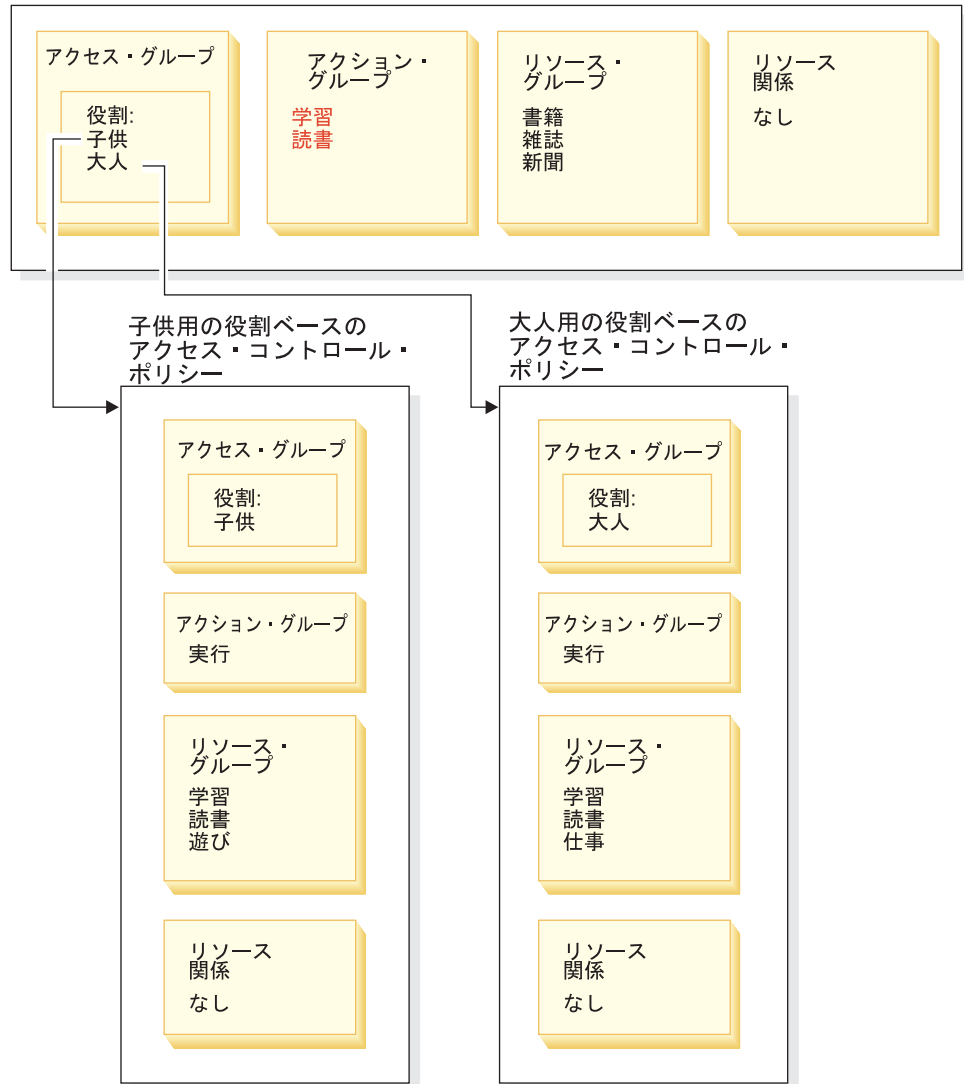 アクセス・グループ
役割:
子供
大人
アクション・
グループ
学習
読書
リソース・
グループ
書籍
雑誌
新聞
リソース
関係
なし
子供用の役割ベースの
アクセス・コントロール・
ポリシー
アクセス・グループ
役割:
子供
アクション・グループ
実行
リソース・
グループ
学習
読書
遊び
リソース
関係
なし
大人用の役割ベースの
アクセス・コントロール・
ポリシー
アクセス・グループ
役割:
大人
アクション・グループ
実行
リソース・
グループ
学習
読書
仕事
リソース
関係
なし